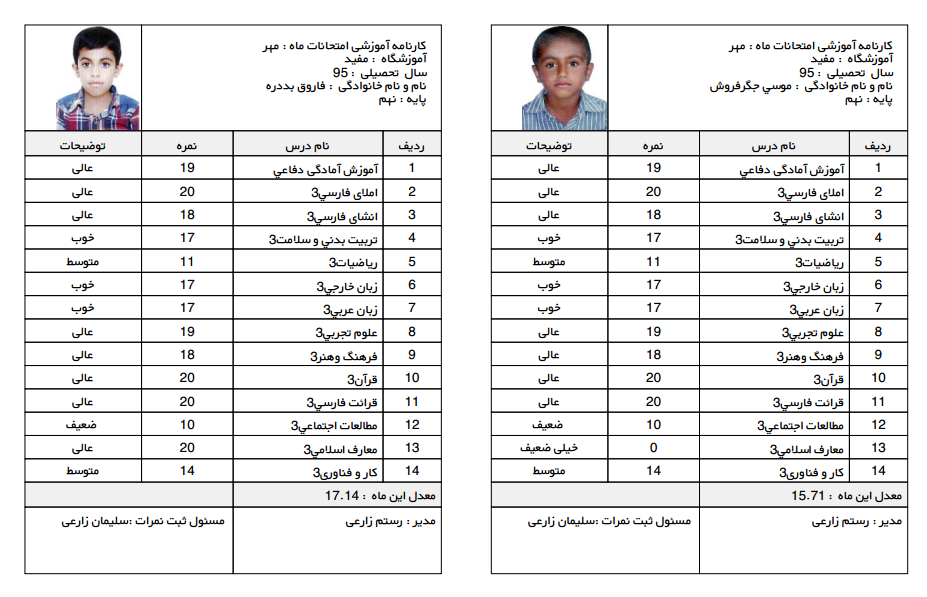 کارنامه آموزشی امتحانات ماه : مهر
آموزشگاه : مفید
سال تحصیلی : 95
نام و نام خانوادگی : موسي جگرفروش
پایه : نهم
ردیف نام درس نمره توضیحات
1 آموزش آمادگی دفاعي 19 عالی
2 املای فارسي3 20 عالی
3 انشای فارسي3 18 عالی
4 تربیت بدني و سلامت3 17 خوب
5 ریاضیات3 11 متوسط
6 زبان خارجي3 17 خوب
7 زبان عربي3 17 خوب
8 علوم تجربي3 19 عالی
9 فرهنگ وهنر3 18 عالی
10 قرآن3 20 عالی
11 قرائت فارسي3 20 عالی
12 مطالعات اجتماعي3 10 ضعیف
13 معارف اسلامي3 0 خیلی ضعیف
14 کار و فناوری3 14 متوسط
معدل این ماه : 15.71
مدیر : رستم زارعی مسئول ثبت نمرات :سلیمان زارعی
کارنامه آموزشی امتحانات ماه : مهر
آموزشگاه : مفید
سال تحصیلی : 95
نام و نام خانوادگی : فاروق بددره
پایه : نهم
ردیف نام درس نمره توضیحات
1 آموزش آمادگی دفاعي 19 عالی
2 املای فارسي3 20 عالی
3 انشای فارسي3 18 عالی
4 تربیت بدني و سلامت3 17 خوب
5 ریاضیات3 11 متوسط
6 زبان خارجي3 17 خوب
7 زبان عربي3 17 خوب
8 علوم تجربي3 19 عالی
9 فرهنگ وهنر3 18 عالی
10 قرآن3 20 عالی
11 قرائت فارسي3 20 عالی
12 مطالعات اجتماعي3 10 ضعیف
13 معارف اسلامي3 20 عالی
14 کار و فناوری3 14 متوسط
معدل این ماه : 17.14
مدیر : رستم زارعی مسئول ثبت نمرات :سلیمان زارعی